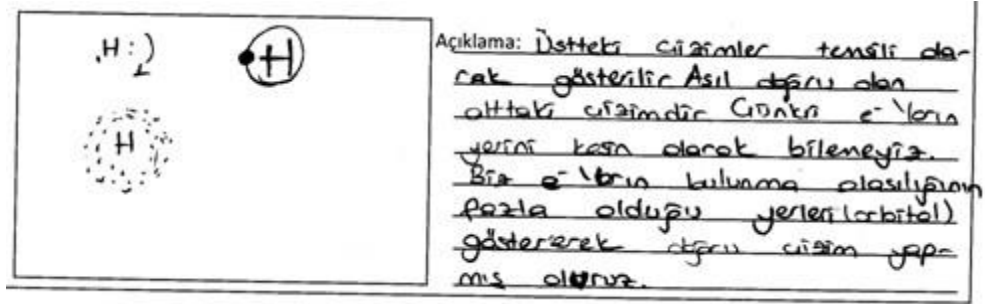 .H:)
H
H
Açıklama: Üstteki çizimler temsili ola-
rak gösterilir Asıl doğru olan
alttaki çizimdir Çünkü e⁻'ların
yerini kesin olarak bilemeyiz.
Biz e⁻'ların bulunma olasılığının
fazla olduğu yerleri (orbital)
göstererek doğru çizim yap-
mış oluruz.